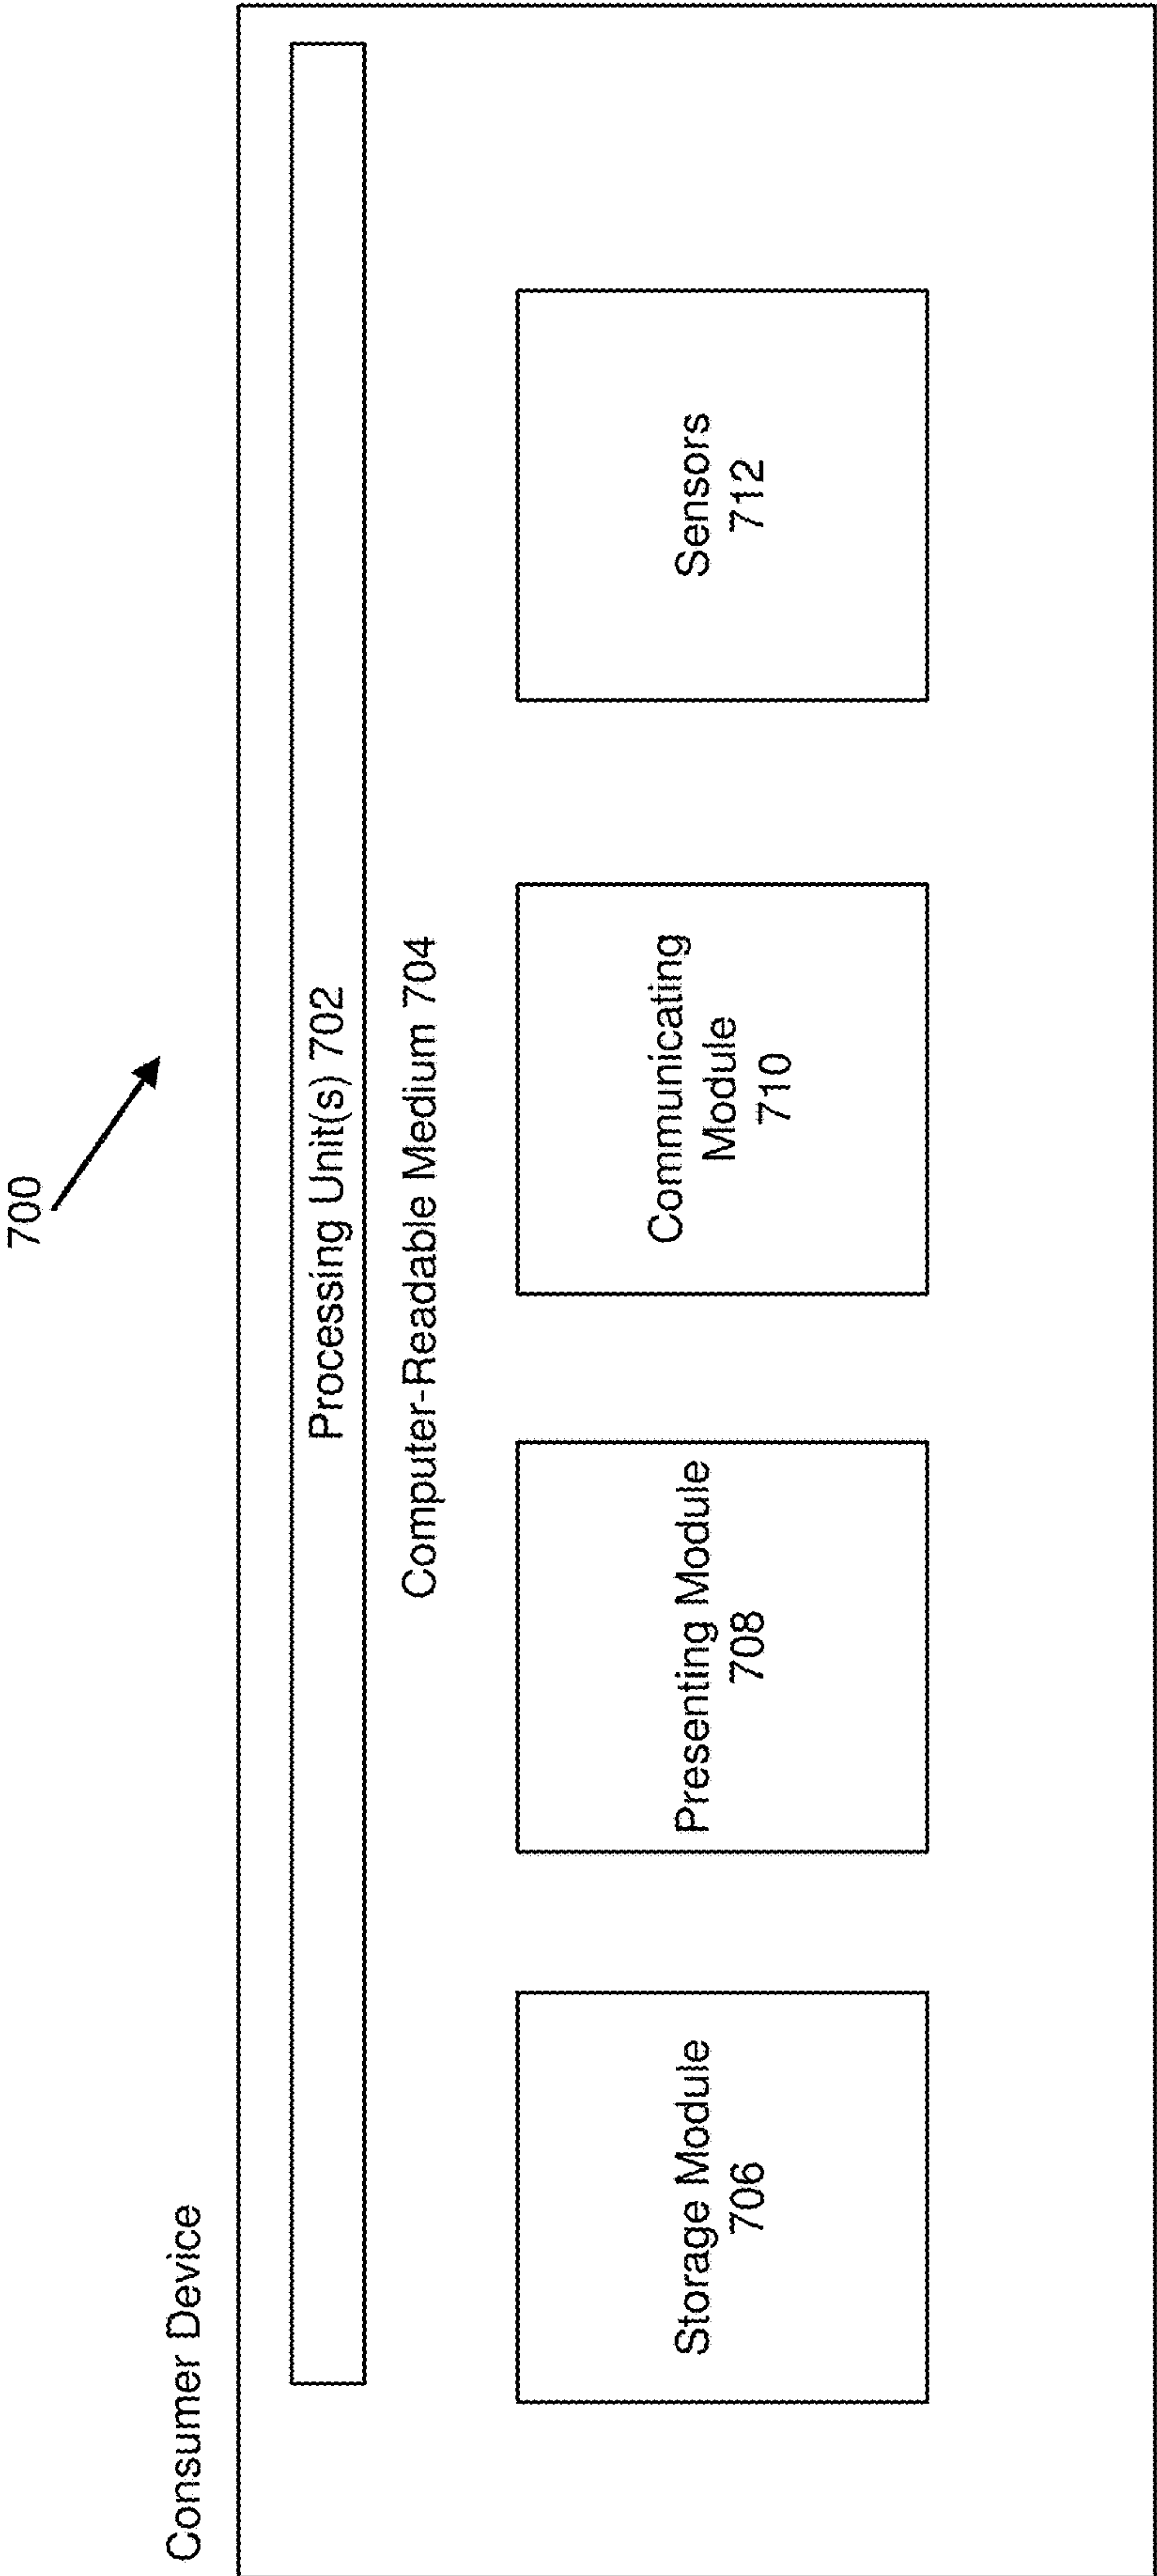 700
Consumer Device
Processing Unit(s) 702
Computer-Readable Medium 704
Storage Module
706
Presenting Module
708
Communicating
Module
710
Sensors
712